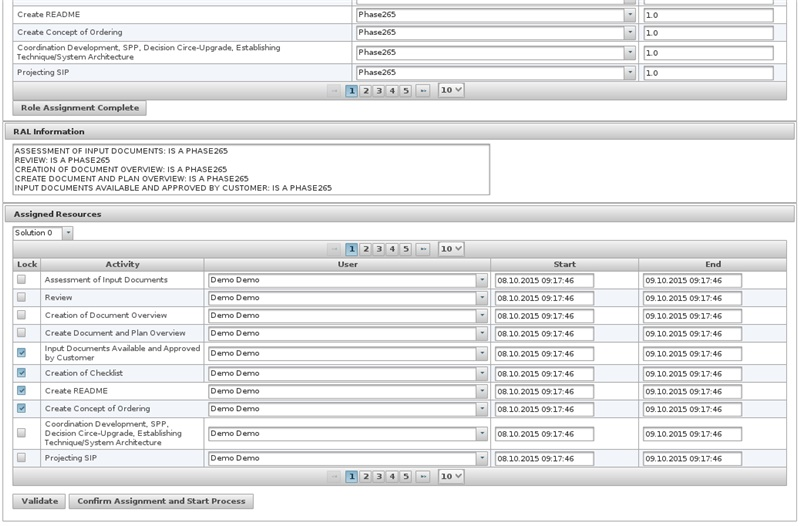 Create README Phase265 1.0
Create Concept of Ordering Phase265 1.0
Coordination Development, SPP, Decision Circe-Upgrade, Establishing
Technique/System Architecture Phase265 1.0
Projecting SIP Phase265 1.0
1 2 3 4 5 10
Role Assignment Complete
RAL Information
ASSESSMENT OF INPUT DOCUMENTS: IS A PHASE265
REVIEW: IS A PHASE265
CREATION OF DOCUMENT OVERVIEW: IS A PHASE265
CREATE DOCUMENT AND PLAN OVERVIEW: IS A PHASE265
INPUT DOCUMENTS AVAILABLE AND APPROVED BY CUSTOMER: IS A PHASE265
Assigned Resources
Solution 0
1 2 3 4 5 10
Lock Activity User Start End
Assessment of Input Documents Demo Demo 08.10.2015 09:17:46 09.10.2015 09:17:46
Review Demo Demo 08.10.2015 09:17:46 09.10.2015 09:17:46
Creation of Document Overview Demo Demo 08.10.2015 09:17:46 09.10.2015 09:17:46
Create Document and Plan Overview Demo Demo 08.10.2015 09:17:46 09.10.2015 09:17:46
Input Documents Available and Approved
by Customer Demo Demo 08.10.2015 09:17:46 09.10.2015 09:17:46
Creation of Checklist Demo Demo 08.10.2015 09:17:46 09.10.2015 09:17:46
Create README Demo Demo 08.10.2015 09:17:46 09.10.2015 09:17:46
Create Concept of Ordering Demo Demo 08.10.2015 09:17:46 09.10.2015 09:17:46
Coordination Development, SPP,
Decision Circe-Upgrade, Establishing Demo Demo 08.10.2015 09:17:46 09.10.2015 09:17:46
Technique/System Architecture
Projecting SIP Demo Demo 08.10.2015 09:17:46 09.10.2015 09:17:46
1 2 3 4 5 10
Validate Confirm Assignment and Start Process